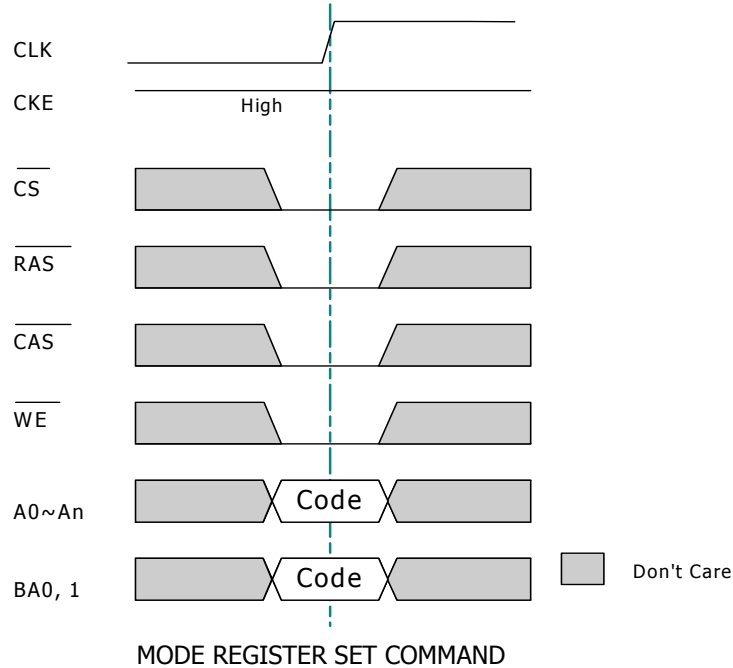 CLK
CKE
High
CS
RAS
CAS
WE
A0~An
Code
BA0, 1
Code
Don't Care
MODE REGISTER SET COMMAND